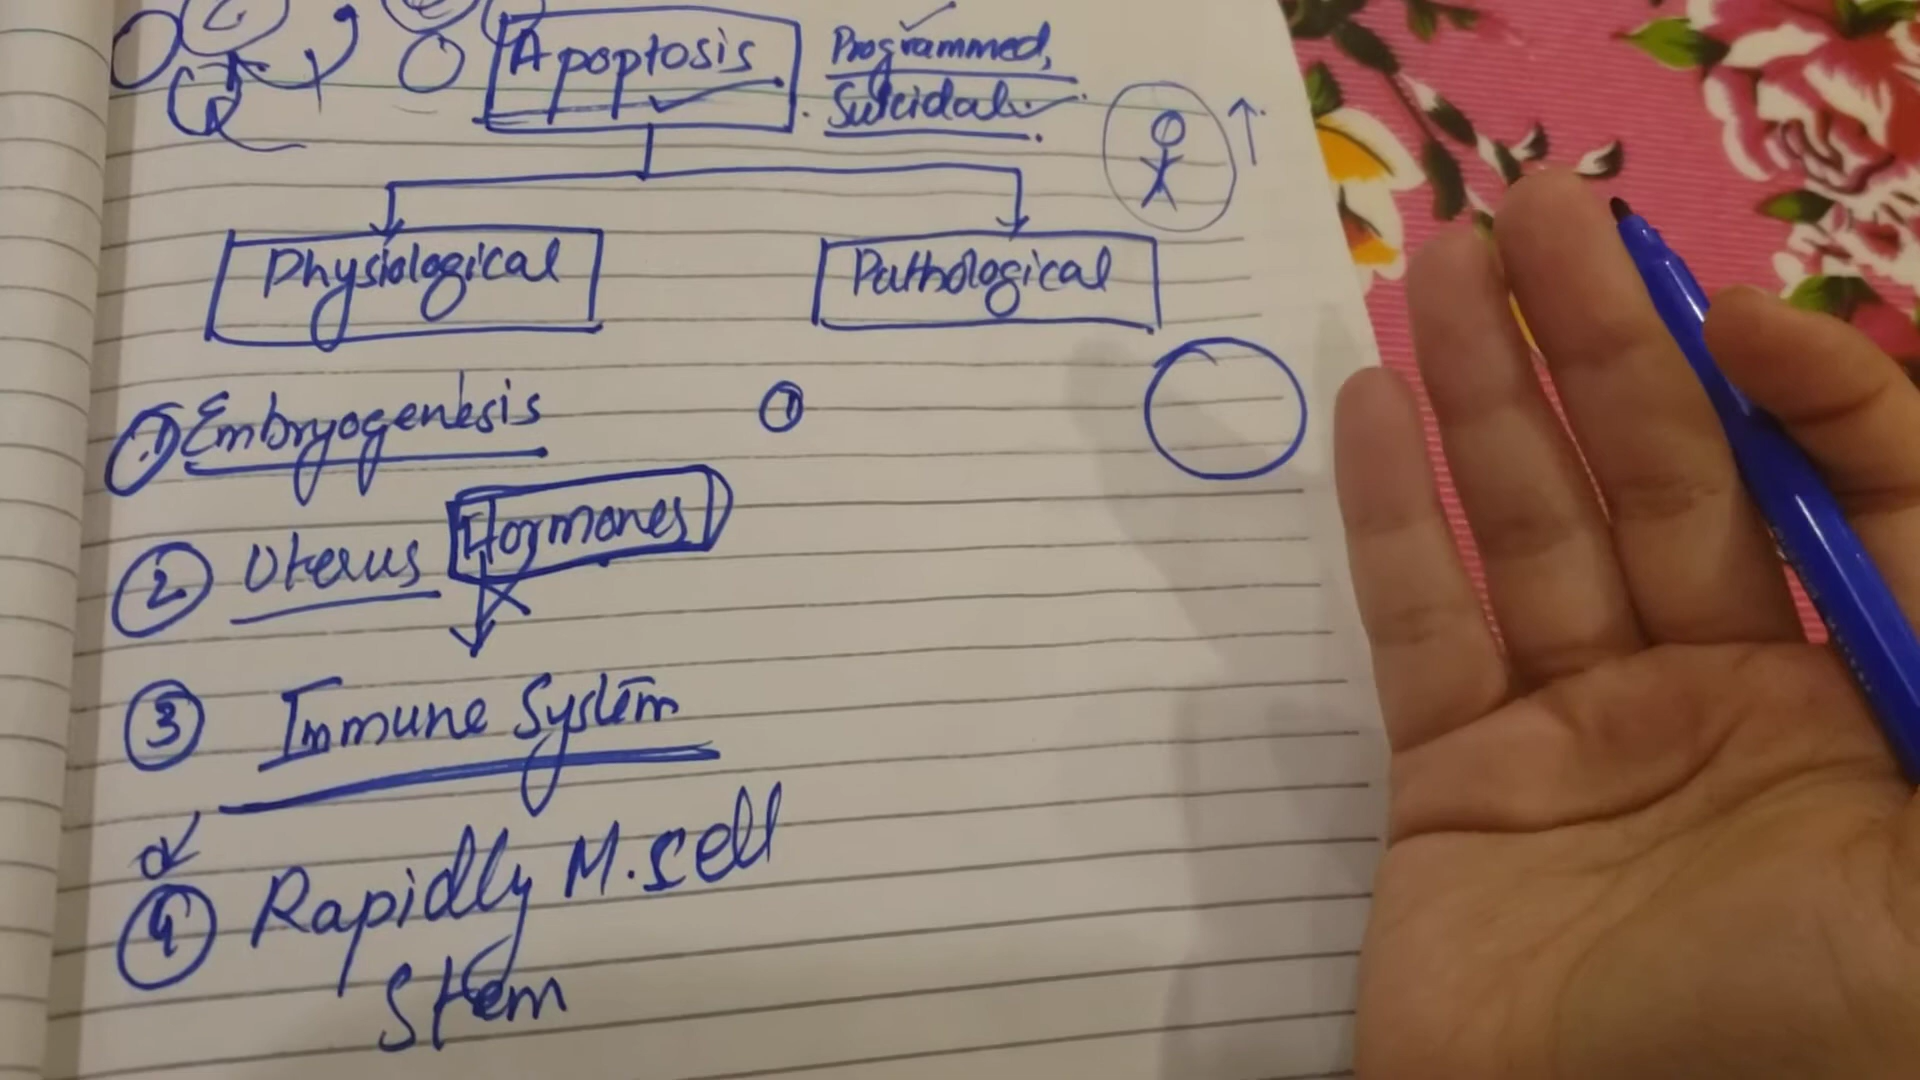 Apoptosis
Programmed,
Suicidal
Physiological
Pathological
1 Embryogenesis
1
2 Uterus Hormones
3 Immune System
4 Rapidly M.cell
Stem